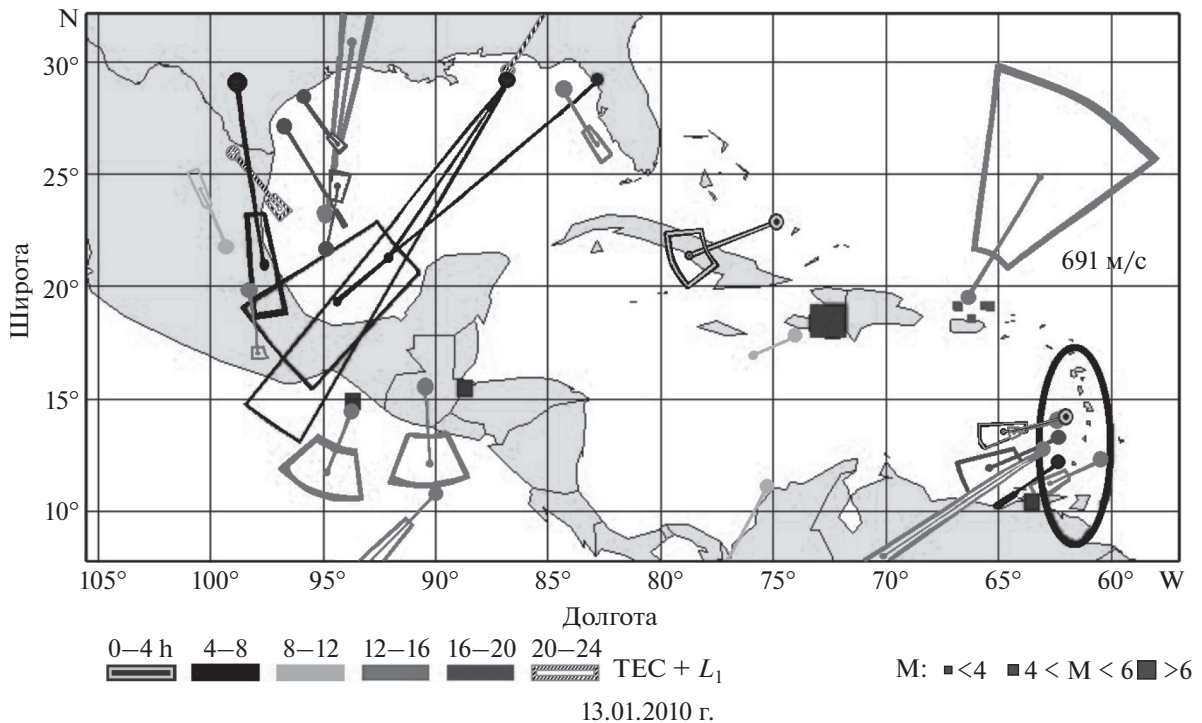 N
30°
25°
20°
15°
10°
Широта
691 м/с
105° 100° 95° 90° 85° 80° 75° 70° 65° 60° W
Долгота
0–4 h 4–8 8–12 12–16 16–20 20–24 TEC + L₁
M: <4 4 < M < 6 >6
13.01.2010 г.